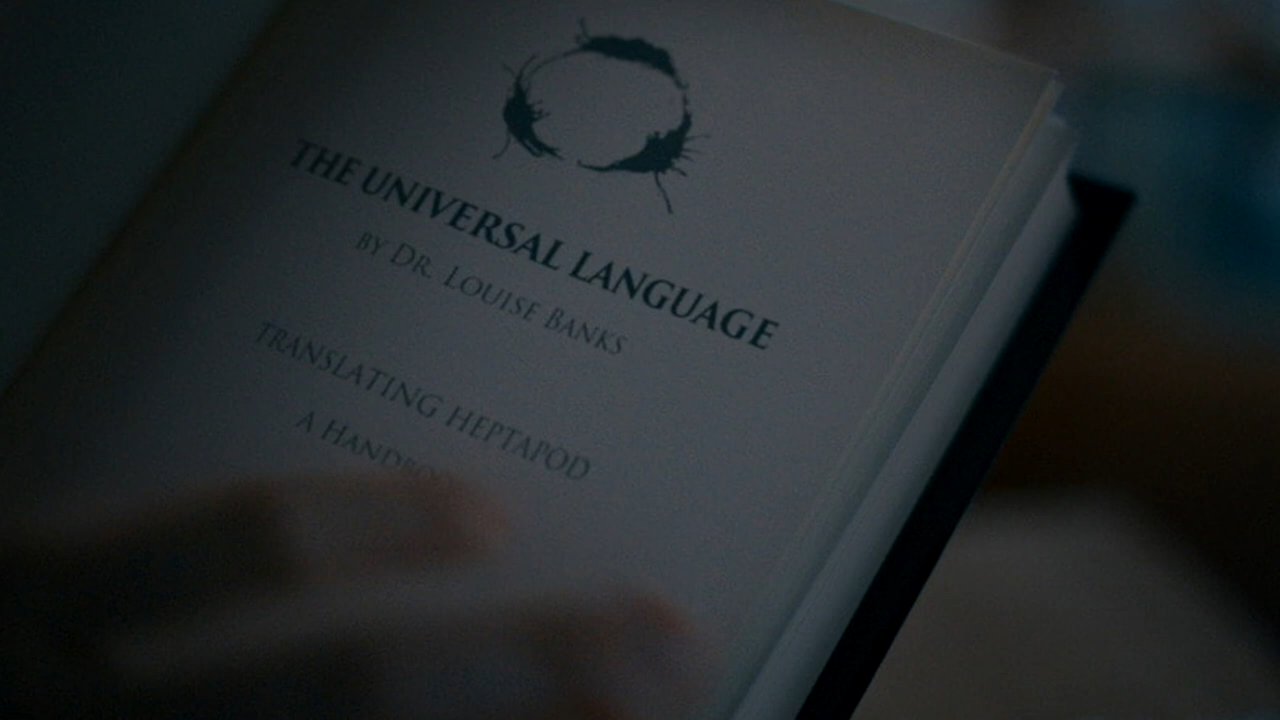 THE UNIVERSAL LANGUAGE
BY DR. LOUISE BANKS
TRANSLATING HEPTAPOD
A